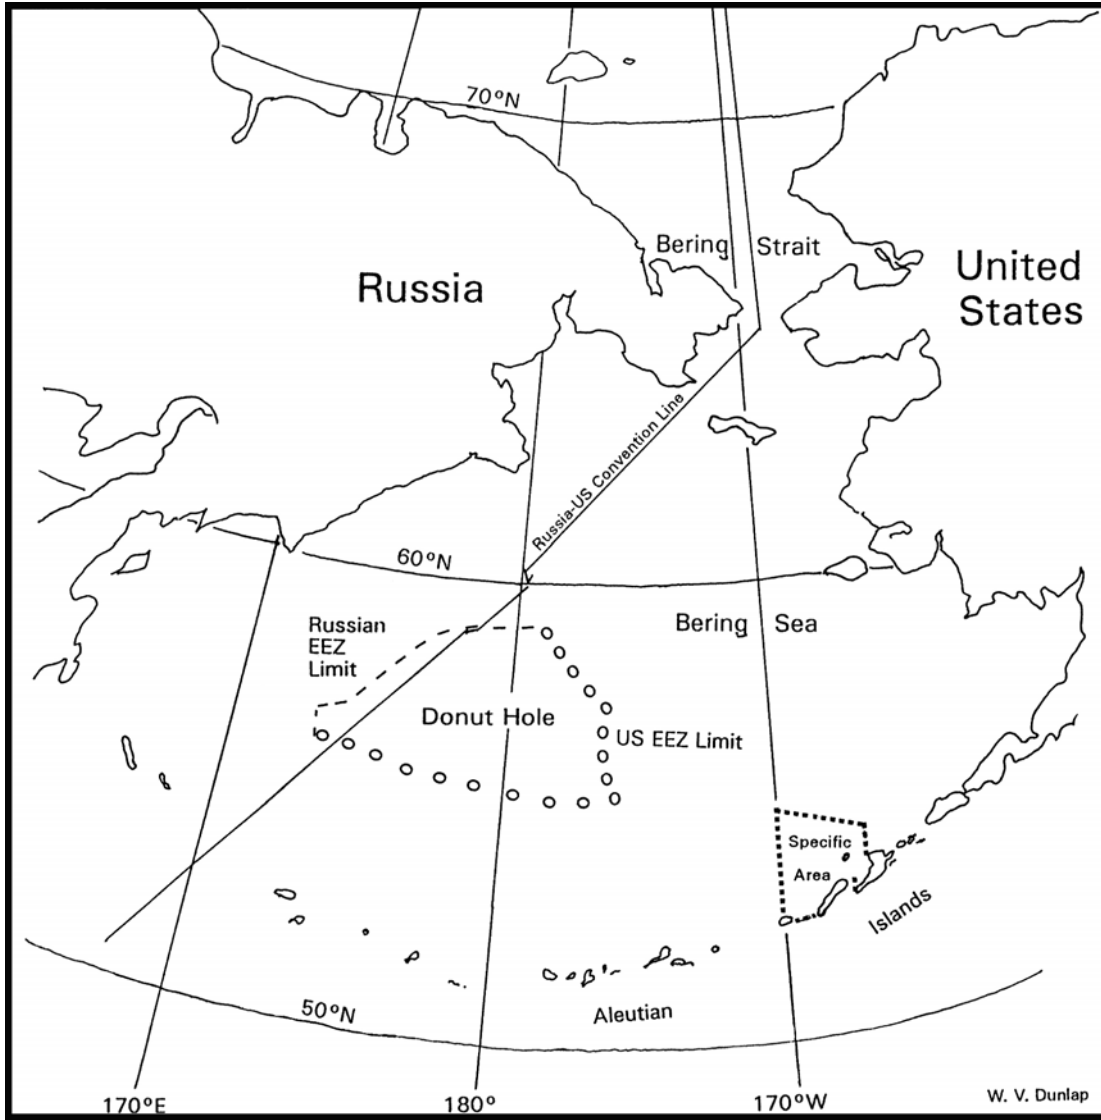 70°N
Bering Strait
Russia
United
States
Russia-US Convention Line
60°N
Russian
EEZ
Limit
Bering Sea
Donut Hole
US EEZ Limit
Specific
Area
Islands
50°N
Aleutian
170°E
180°
170°W
W. V. Dunlap